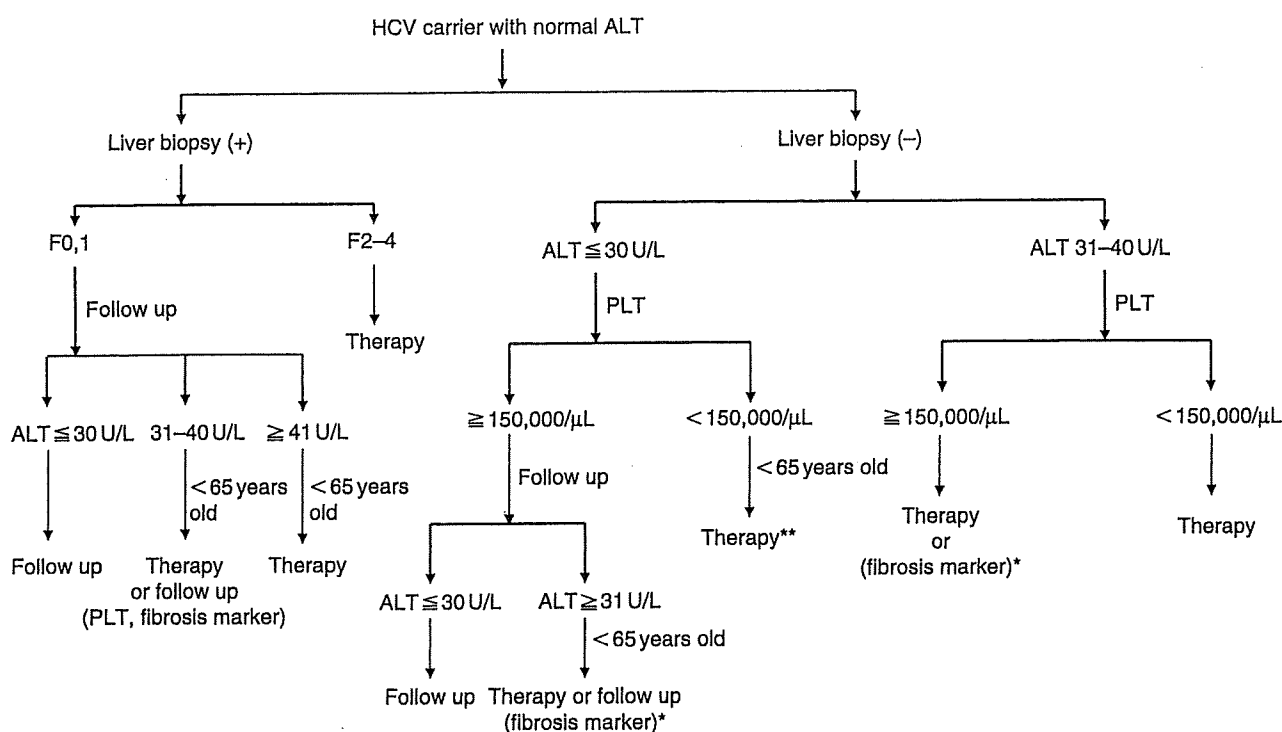 HCV carrier with normal ALT
Liver biopsy (+)
Liver biopsy (–)
F0,1
F2–4
ALT ≦ 30 U/L
ALT 31–40 U/L
Follow up
PLT
PLT
Therapy
ALT ≦ 30 U/L
31–40 U/L
≧ 41 U/L
≧ 150,000/μL
< 150,000/μL
≧ 150,000/μL
< 150,000/μL
< 65 years
old
< 65 years
old
Follow up
< 65 years old
Follow up
Therapy
or follow up
(PLT, fibrosis marker)
Therapy
Therapy**
Therapy
or
(fibrosis marker)*
Therapy
ALT ≦ 30 U/L
ALT ≧ 31 U/L
< 65 years old
Follow up
Therapy or follow up
(fibrosis marker)*